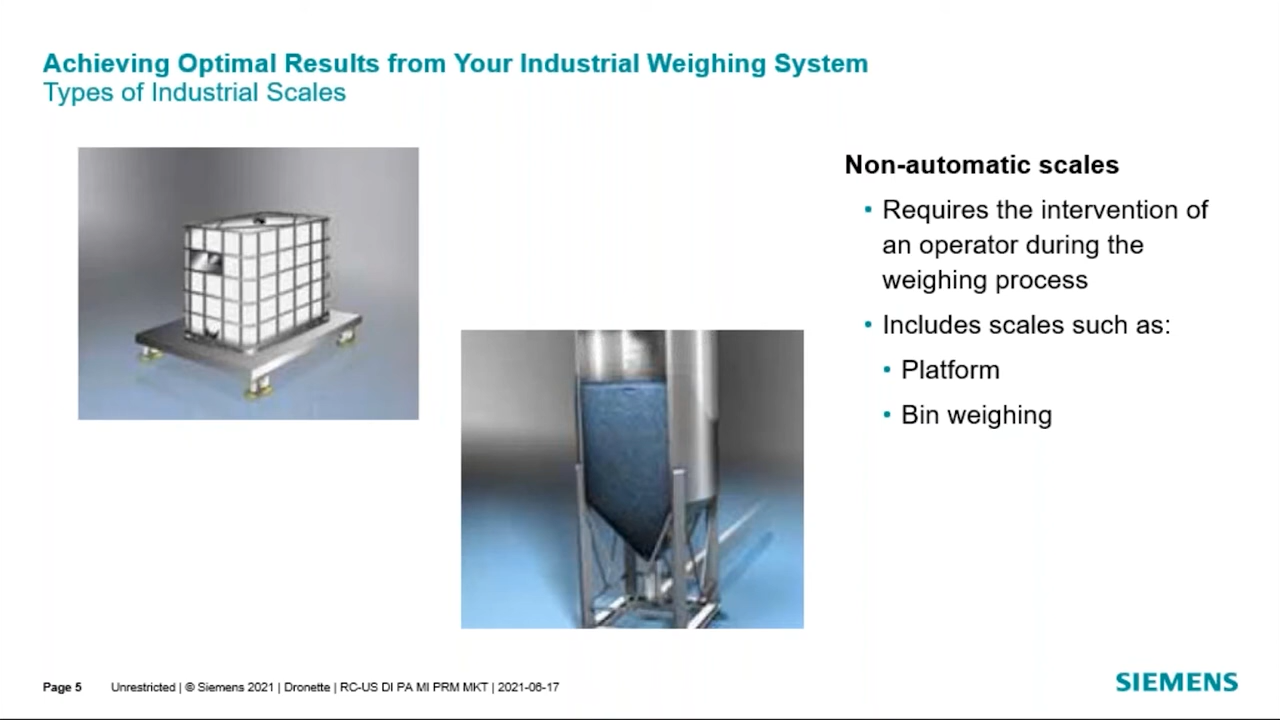 Achieving Optimal Results from Your Industrial Weighing System
Types of Industrial Scales
Non-automatic scales
• Requires the intervention of
an operator during the
weighing process
• Includes scales such as:
• Platform
• Bin weighing
Page 5 Unrestricted | © Siemens 2021 | Dronette | RC-US DI PA MI PRM MKT | 2021-06-17
SIEMENS